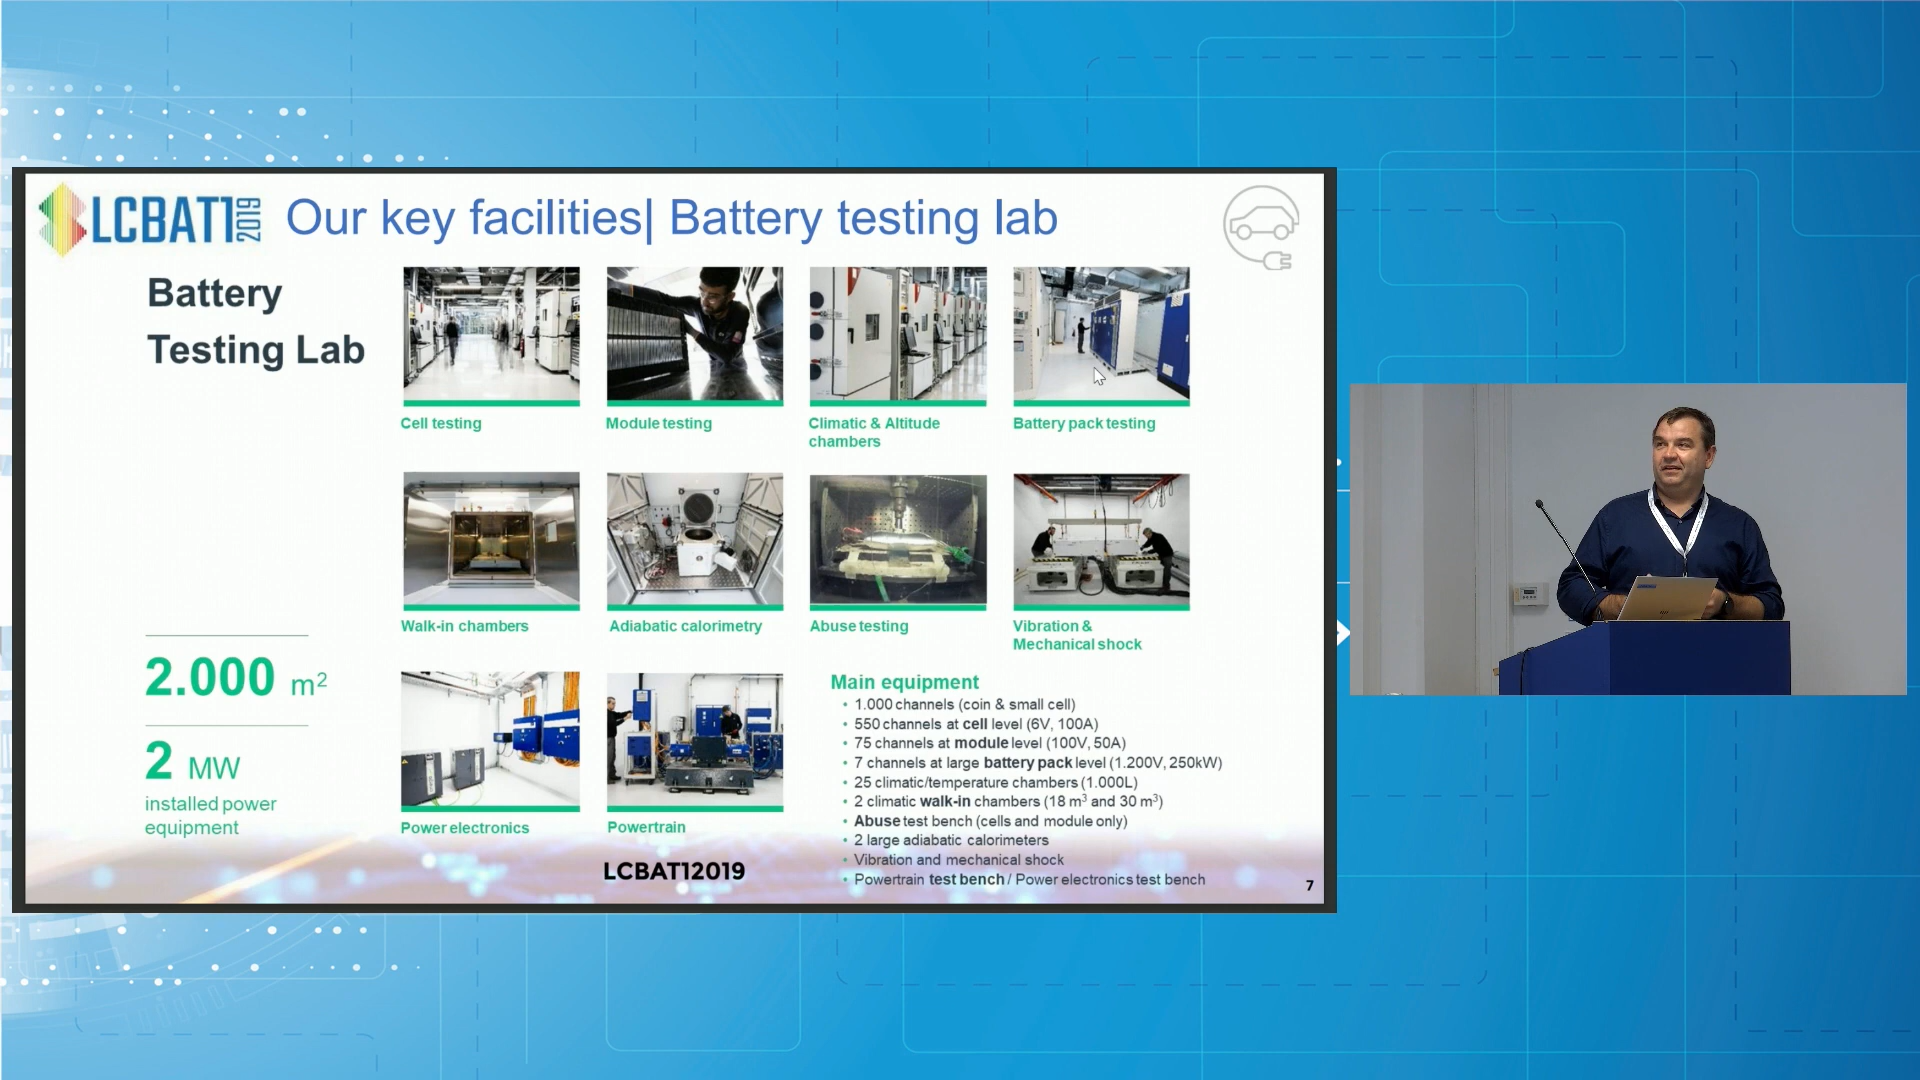 LCBAT1 2019
Our key facilities| Battery testing lab
Battery
Testing Lab
Cell testing
Module testing
Climatic & Altitude
chambers
Battery pack testing
Walk-in chambers
Adiabatic calorimetry
Abuse testing
Vibration &
Mechanical shock
2.000 m²
2 MW
installed power
equipment
Power electronics
Powertrain
Main equipment
• 1.000 channels (coin & small cell)
• 550 channels at cell level (6V, 100A)
• 75 channels at module level (100V, 50A)
• 7 channels at large battery pack level (1.200V, 250kW)
• 25 climatic/temperature chambers (1.000L)
• 2 climatic walk-in chambers (18 m³ and 30 m³)
• Abuse test bench (cells and module only)
• 2 large adiabatic calorimeters
• Vibration and mechanical shock
• Powertrain test bench / Power electronics test bench
LCBAT12019
7